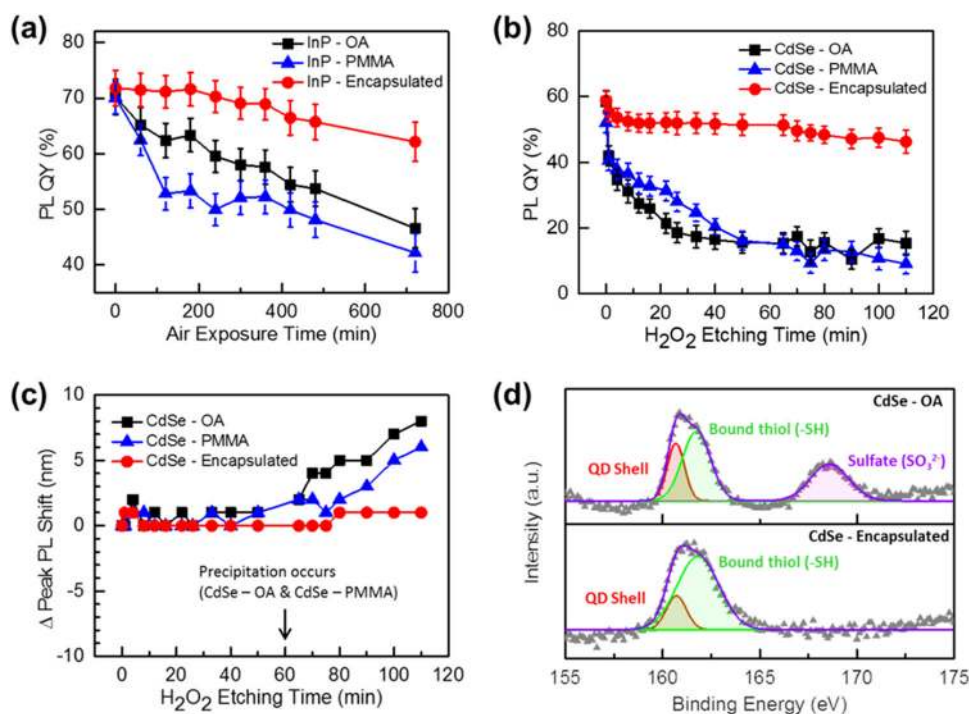 (a)
InP - OA
InP - PMMA
InP - Encapsulated
PL QY (%)
80
70
60
50
40
0
200
400
600
800
Air Exposure Time (min)
(b)
CdSe - OA
CdSe - PMMA
CdSe - Encapsulated
PL QY (%)
80
60
40
20
0
0
20
40
60
80
100
120
H2O2 Etching Time (min)
(c)
CdSe - OA
CdSe - PMMA
CdSe - Encapsulated
Δ Peak PL Shift (nm)
10
5
0
-5
-10
Precipitation occurs
(CdSe – OA & CdSe – PMMA)
0
20
40
60
80
100
120
H2O2 Etching Time (min)
(d)
CdSe - OA
Bound thiol (-SH)
QD Shell
Sulfate (SO3²⁻)
CdSe - Encapsulated
Bound thiol (-SH)
QD Shell
Intensity (a.u.)
155
160
165
170
175
Binding Energy (eV)